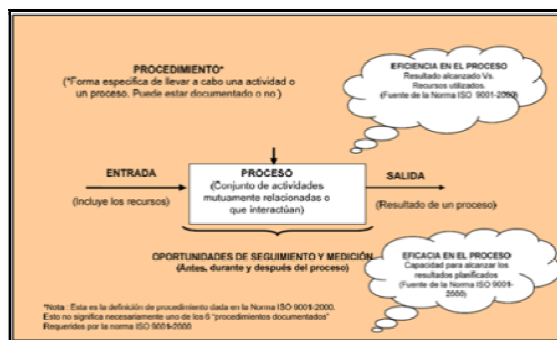 PROCEDIMIENTO*
(*Forma especifica de llevar a cabo una actividad o
un proceso. Puede estar documentado o no )
EFICIENCIA EN EL PROCESO
Resultado alcanzado Vs.
Recursos utilizados.
(Fuente de la Norma ISO 9001-2000)
ENTRADA
(Incluye los recursos)
PROCESO
(Conjunto de actividades
mutuamente relacionadas o
que interactúan)
SALIDA
(Resultado de un proceso)
OPORTUNIDADES DE SEGUIMIENTO Y MEDICIÓN
(Antes, durante y después del proceso)
EFICACIA EN EL PROCESO
Capacidad para alcanzar los
resultados planificados
(Fuente de la Norma ISO 9001-
2000)
*Nota : Esta es la definición de procedimiento dada en la Norma ISO 9001-2000.
Esto no significa necesariamente uno de los 6 "procedimientos documentados"
Requeridos por la norma ISO 9001-2000